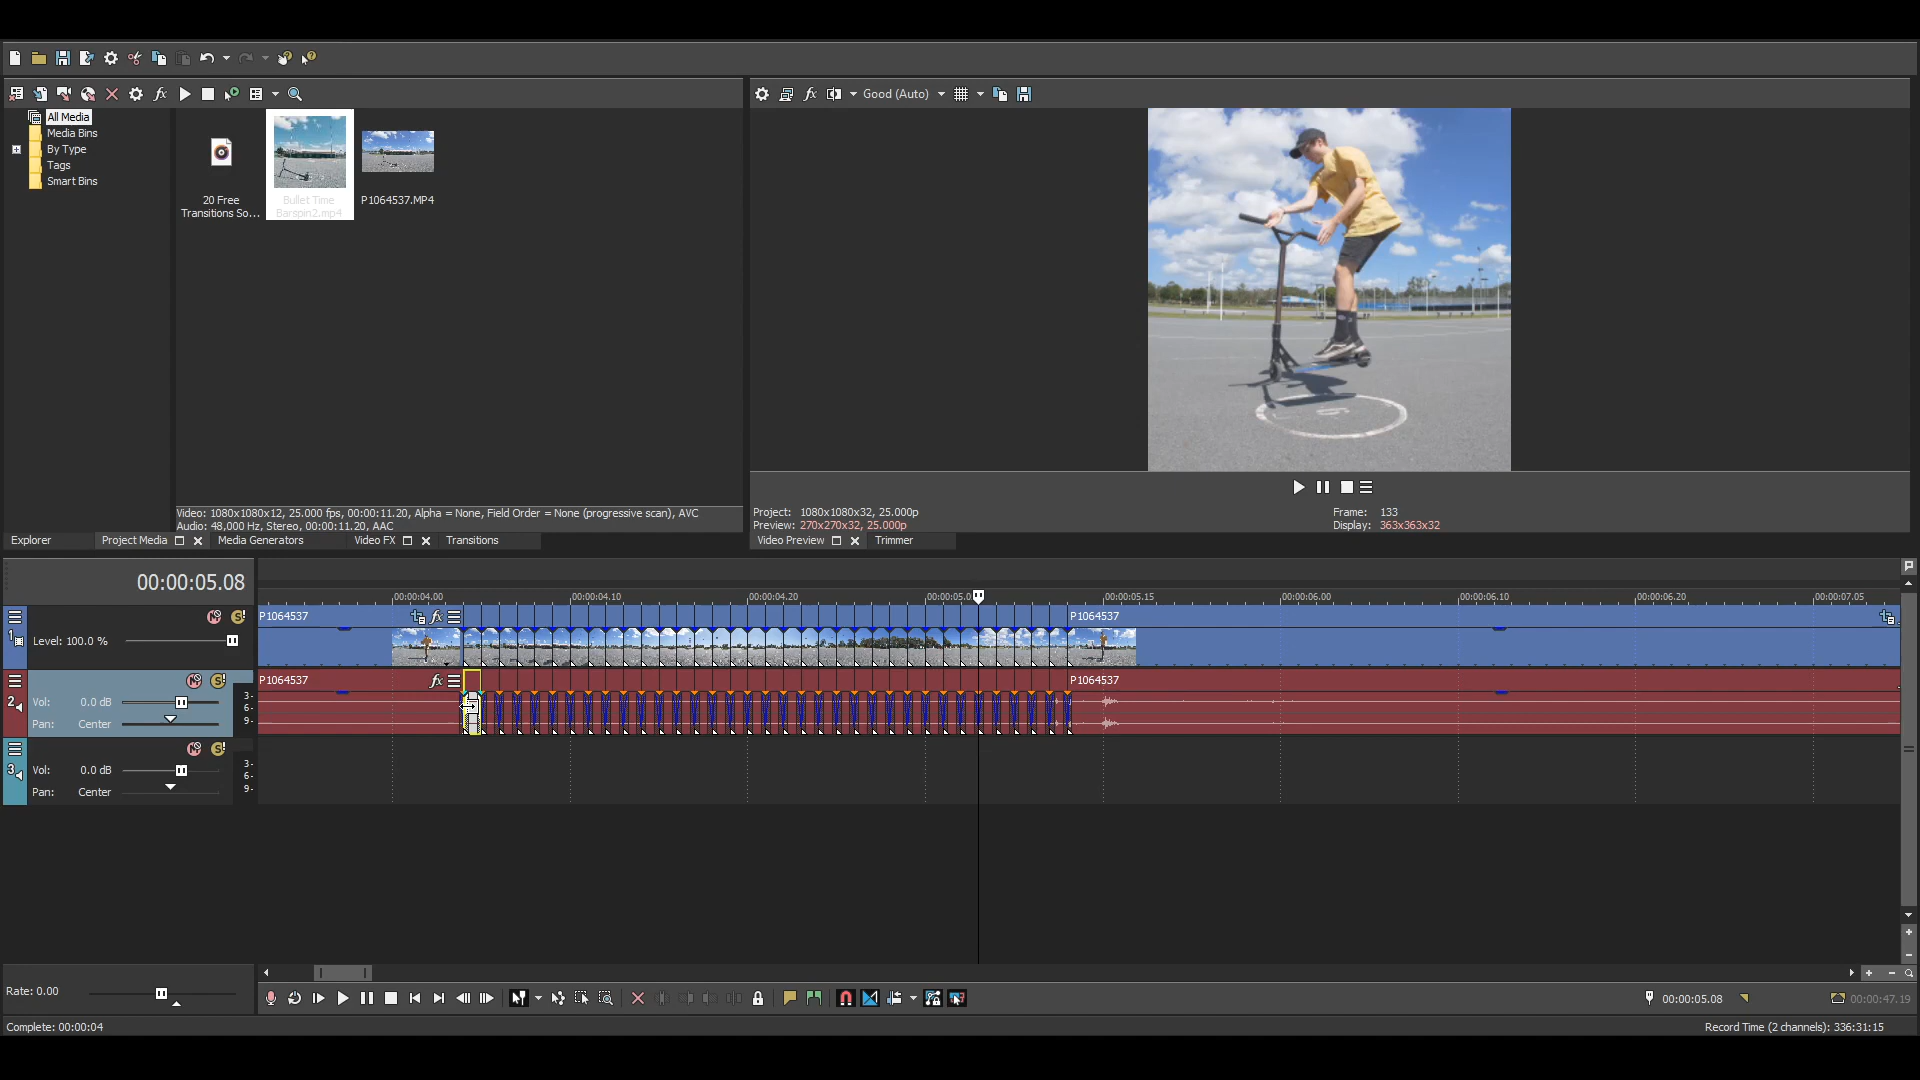 Good (Auto)
All Media
Media Bins
By Type
Tags
Smart Bins
20 Free
Transitions So...
Bullet Time
Barspin2.mp4
P1064537.MP4
Video: 1080x1080x12, 25.000 fps, 00:00:11.20, Alpha = None, Field Order = None (progressive scan), AVC
Audio: 48,000 Hz, Stereo, 00:00:11.20, AAC
Project: 1080x1080x32, 25.000p
Preview: 270x270x32, 25.000p
Frame: 133
Display: 363x363x32
Explorer
Project Media
Media Generators
Video FX
Transitions
Video Preview
Trimmer
00:00:05.08
00:00:04.00
00:00:04.10
00:00:04.20
00:00:05.0
00:00:05.15
00:00:06.00
00:00:06.10
00:00:06.20
00:00:07.05
1
Level: 100.0 %
P1064537
fx
P1064537
2
Vol: 0.0 dB
Pan: Center
3-
6-
9-
P1064537
fx
P1064537
3
Vol: 0.0 dB
Pan: Center
3-
6-
9-
Rate: 0.00
00:00:05.08
00:00:47.19
Complete: 00:00:04
Record Time (2 channels): 336:31:15